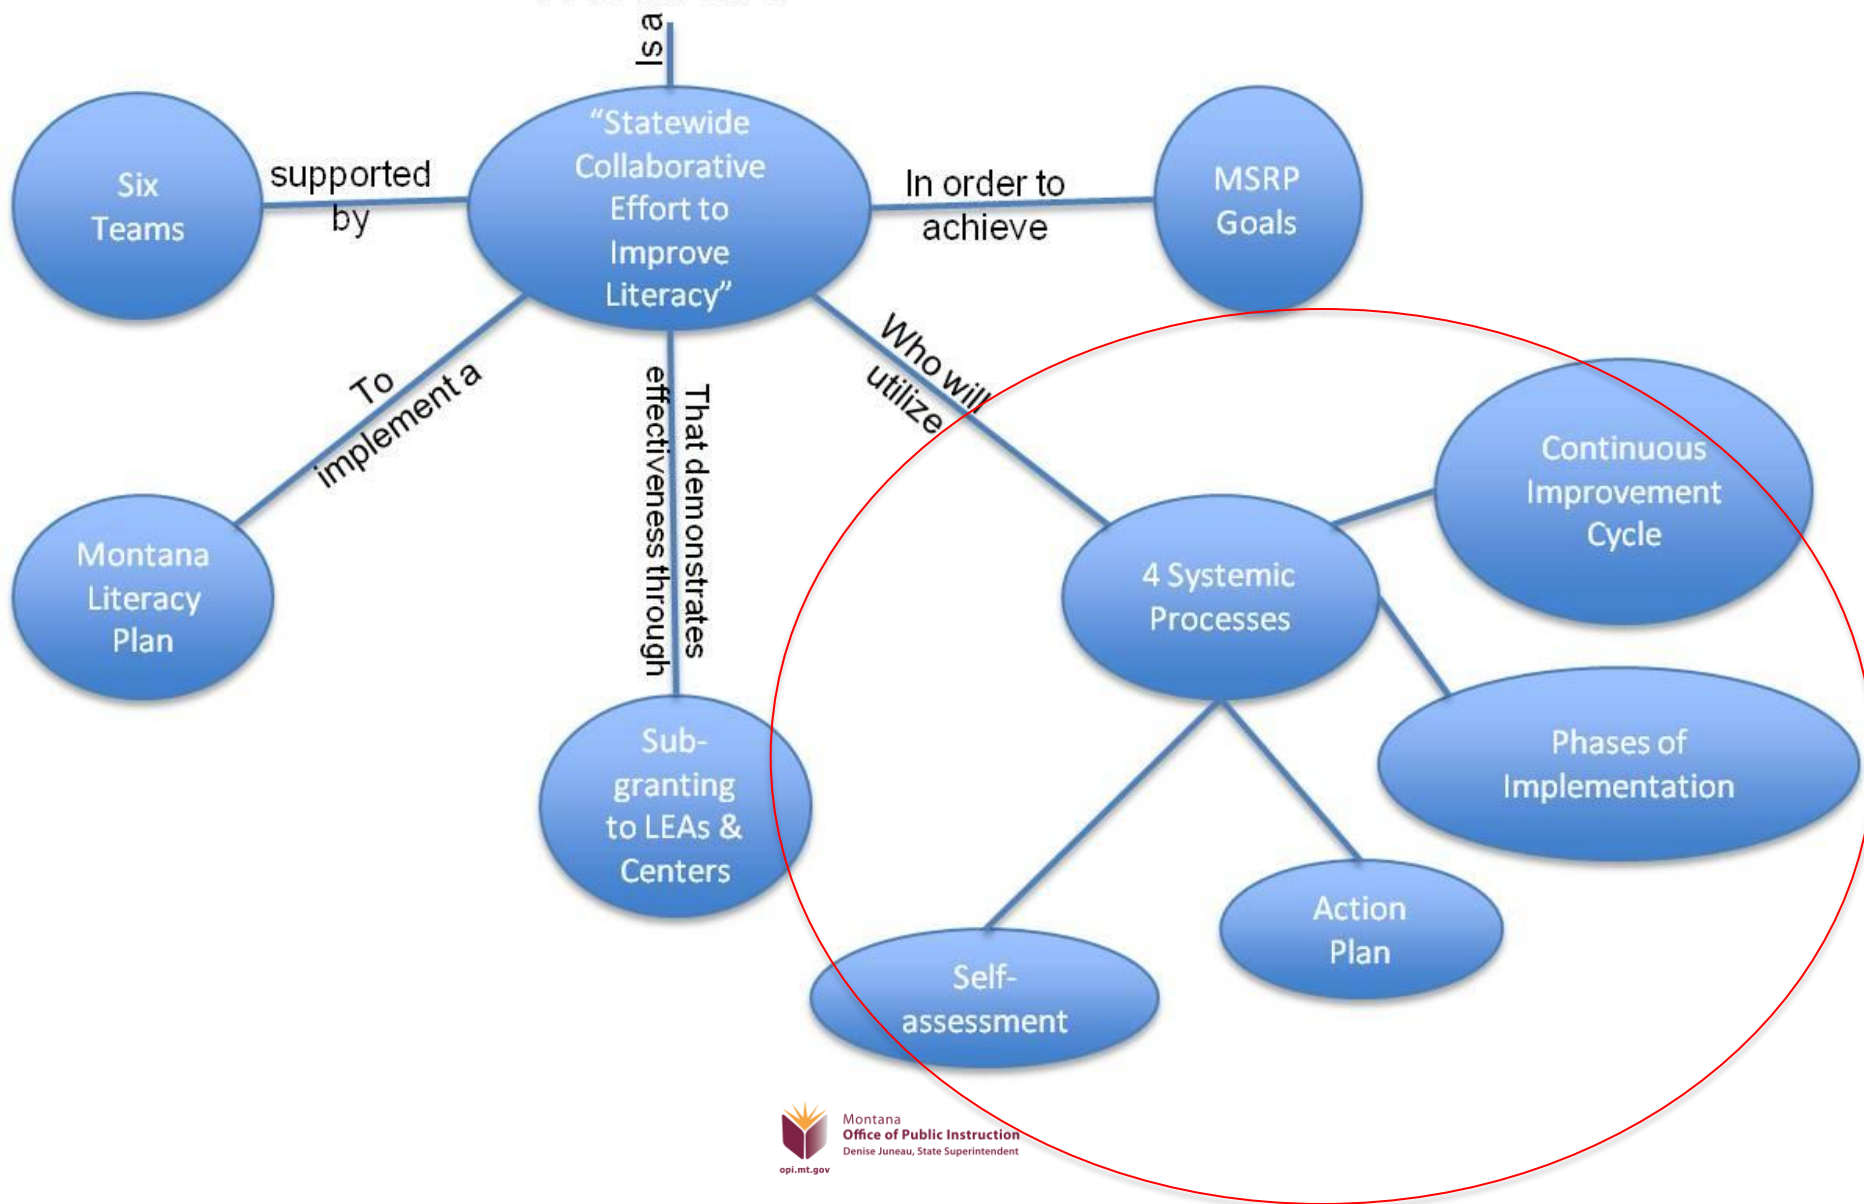 Is a
“Statewide
Collaborative
Effort to
Improve
Literacy”
Six
Teams
supported
by
In order to
achieve
MSRP
Goals
To
implement a
Montana
Literacy
Plan
That demonstrates
effectiveness through
Sub-
granting
to LEAs &
Centers
Who will
utilize
4 Systemic
Processes
Continuous
Improvement
Cycle
Phases of
Implementation
Action
Plan
Self-
assessment
Montana
Office of Public Instruction
Denise Juneau, State Superintendent
opi.mt.gov